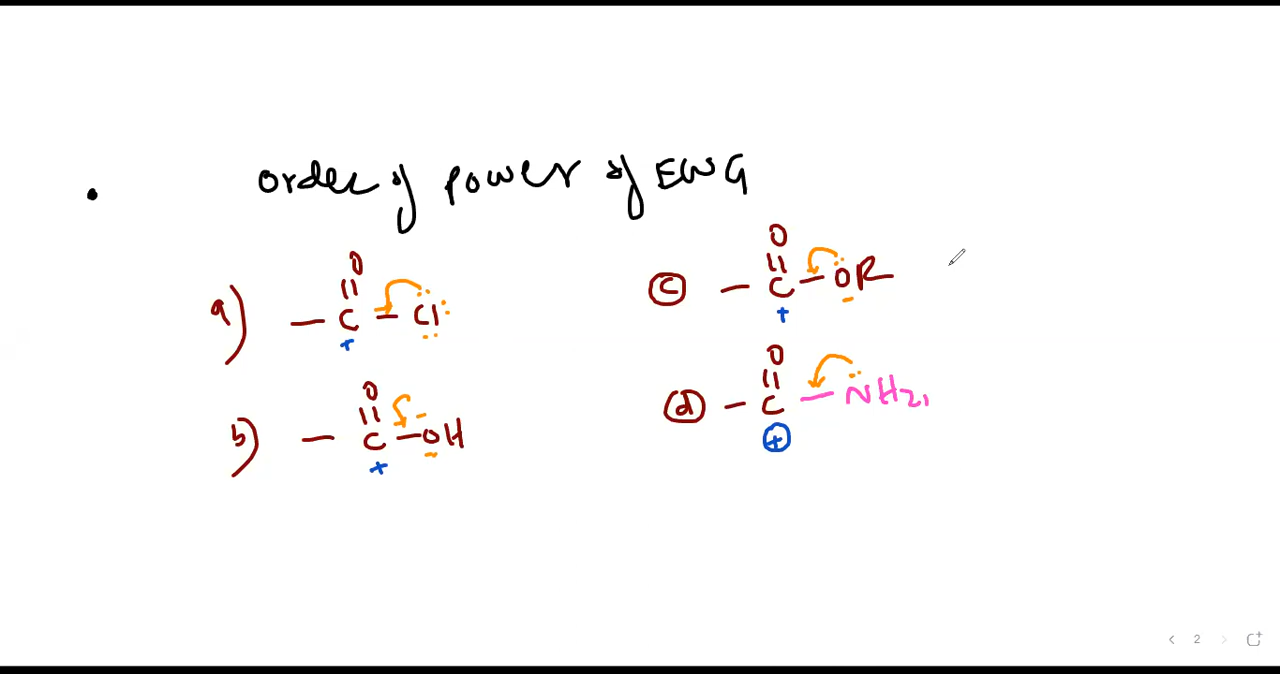 order of power of EWG
a) — C(=O) — Cl
b) — C(=O) — OH
c — C(=O) — OR
d — C(=O) — NH2,
2